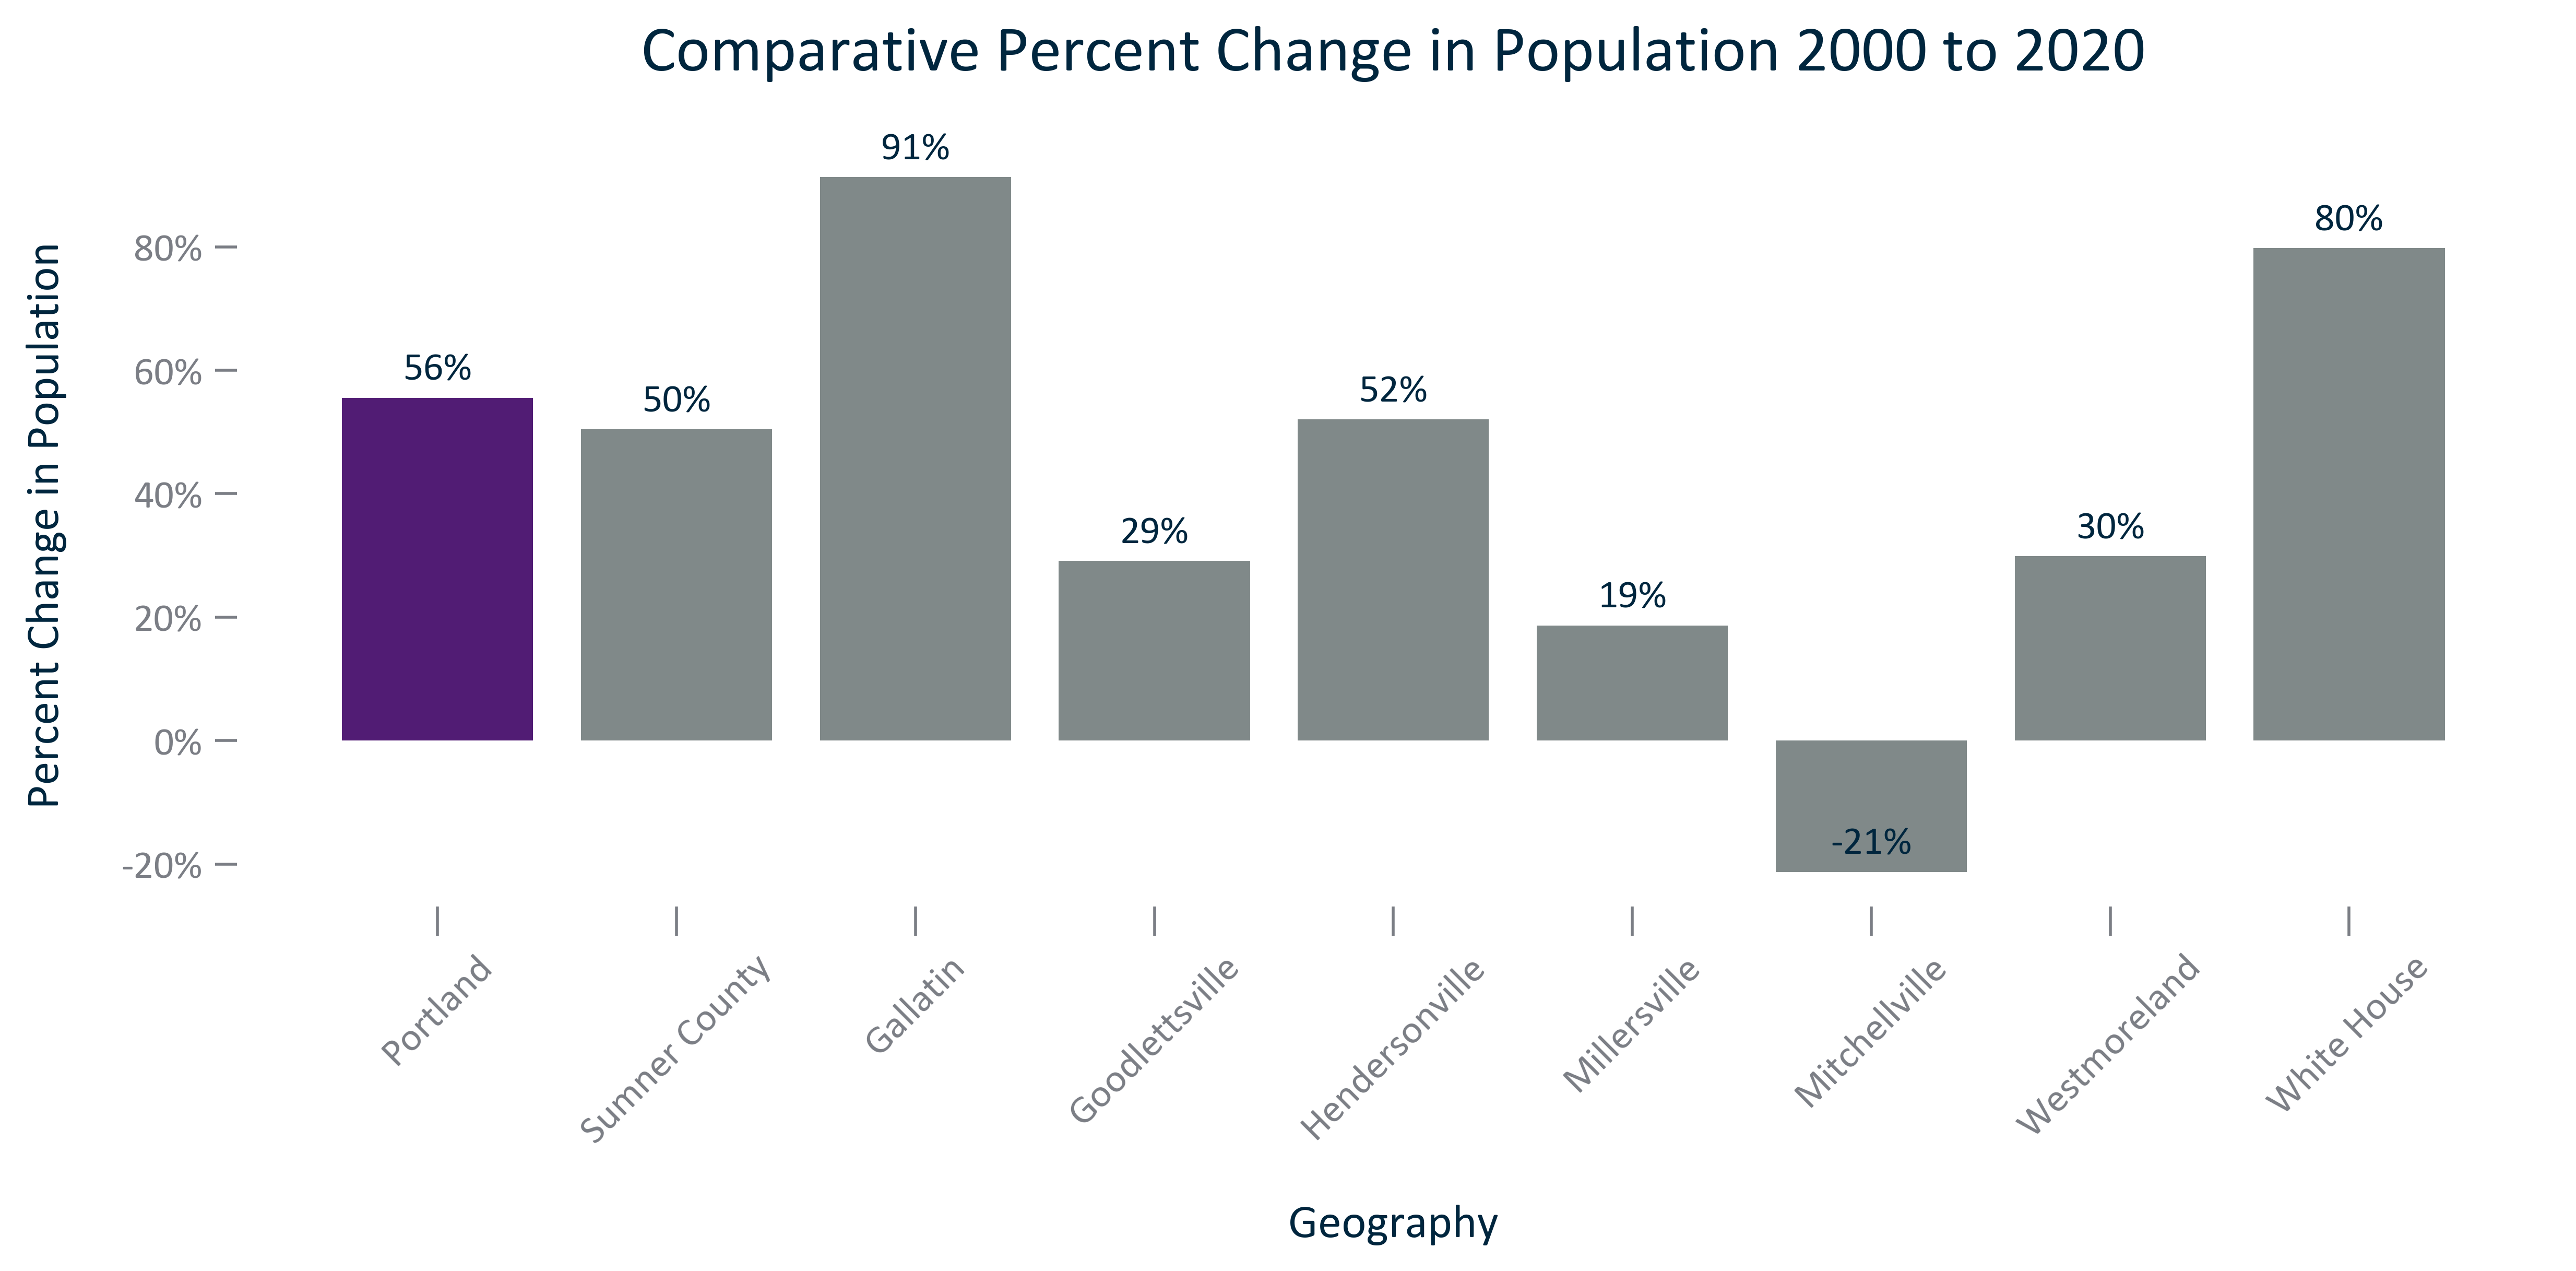 Comparative Percent Change in Population 2000 to 2020
Percent Change in Population
80%
60%
40%
20%
0%
-20%
56%
50%
91%
29%
52%
19%
-21%
30%
80%
Portland
Sumner County
Gallatin
Goodlettsville
Hendersonville
Millersville
Mitchellville
Westmoreland
White House
Geography